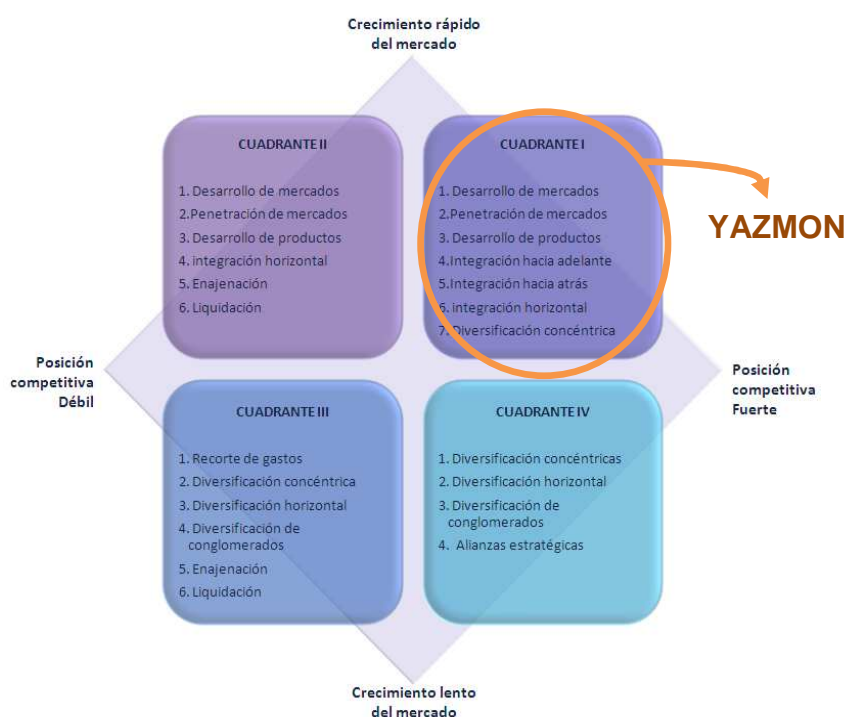 Crecimiento rápido
del mercado
CUADRANTE II
1. Desarrollo de mercados
2.Penetración de mercados
3. Desarrollo de productos
4. integración horizontal
5. Enajenación
6. Liquidación
CUADRANTE I
1. Desarrollo de mercados
2.Penetración de mercados
3. Desarrollo de productos
4.Integración hacia adelante
5.Integración hacia atrás
6. integración horizontal
7. Diversificación concéntrica
YAZMON
Posición
competitiva
Débil
Posición
competitiva
Fuerte
CUADRANTE III
1. Recorte de gastos
2. Diversificación concéntrica
3. Diversificación horizontal
4. Diversificación de
conglomerados
5. Enajenación
6. Liquidación
CUADRANTE IV
1. Diversificación concéntricas
2. Diversificación horizontal
3. Diversificación de
conglomerados
4. Alianzas estratégicas
Crecimiento lento
del mercado